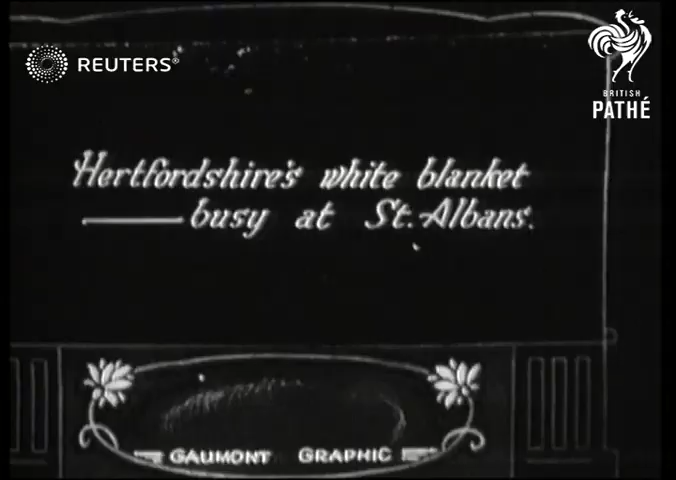 REUTERS®
BRITISH
PATHÉ
Hertfordshire's white blanket
——— busy at St. Albans.
GAUMONT GRAPHIC